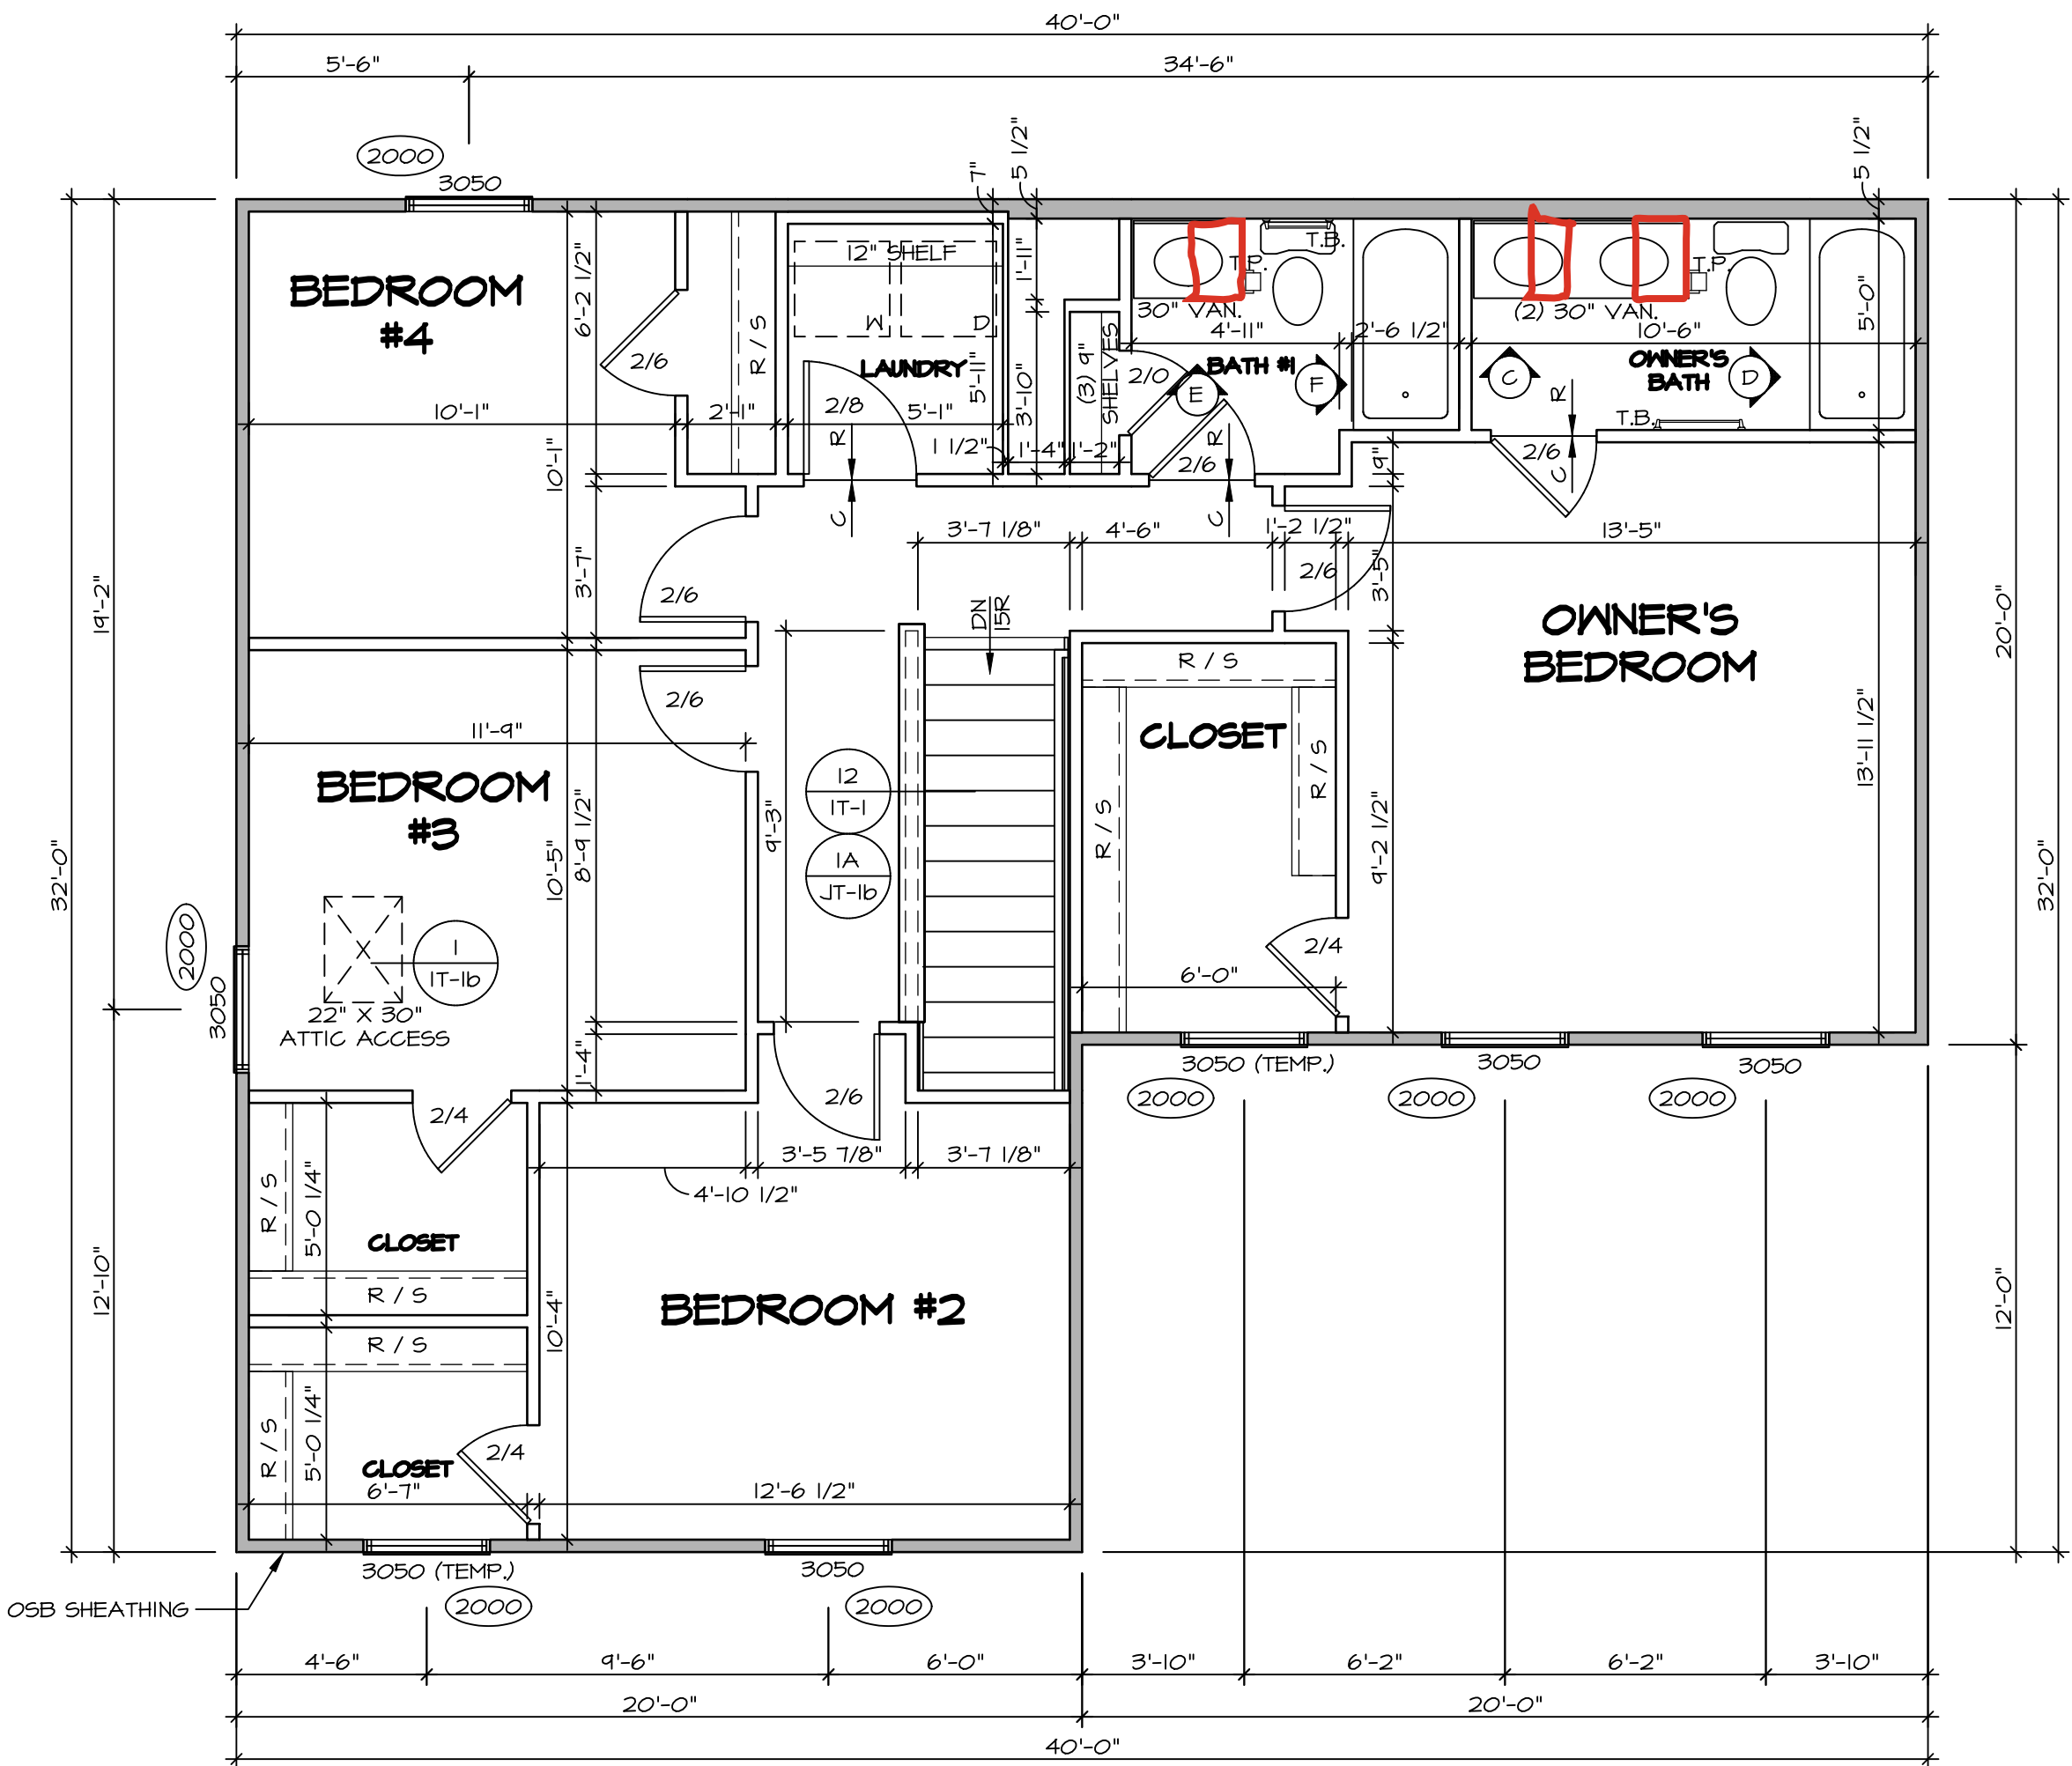 40'-0"
5'-6"
34'-6"
2000
3050
7"
5 1/2"
5 1/2"
BEDROOM
#4
6'-2 1/2"
R / S
12" SHELF
W
D
LAUNDRY
5'-11"
1'-11"
3'-10"
(3) 9"
SHELVES
T.B.
T.P.
30" VAN.
4'-11"
2'-6 1/2"
BATH #1
2/0
E
F
T.P.
(2) 30" VAN.
10'-6"
5'-0"
OWNER'S
BATH
C
D
R
T.B.
2/6
C
2/6
10'-1"
2'-1"
2/8
5'-1"
R
1 1/2"
1'-4"
1'-2"
R
2/6
9"
10'-1"
C
C
3'-7 1/8"
4'-6"
1'-2 1/2"
13'-5"
3'-7"
2/6
2/6
3'-5"
DN
15R
19'-2"
20'-0"
OWNER'S
BEDROOM
R / S
2/6
11'-9"
CLOSET
R / S
R / S
13'-11 1/2"
BEDROOM
#3
12
1T-1
1A
JT-1b
9'-3"
8'-9 1/2"
10'-5"
9'-2 1/2"
32'-0"
32'-0"
2000
3050
1
1T-1b
22" X 30"
ATTIC ACCESS
2/4
6'-0"
1'-4"
3050 (TEMP.)
3050
3050
2000
2000
2000
2/4
2/6
3'-5 7/8"
3'-7 1/8"
4'-10 1/2"
R / S
5'-0 1/4"
CLOSET
R / S
12'-10"
12'-0"
BEDROOM #2
10'-4"
R / S
R / S
5'-0 1/4"
2/4
CLOSET
6'-7"
12'-6 1/2"
3050 (TEMP.)
3050
2000
2000
OSB SHEATHING
4'-6"
9'-6"
6'-0"
3'-10"
6'-2"
6'-2"
3'-10"
20'-0"
20'-0"
40'-0"